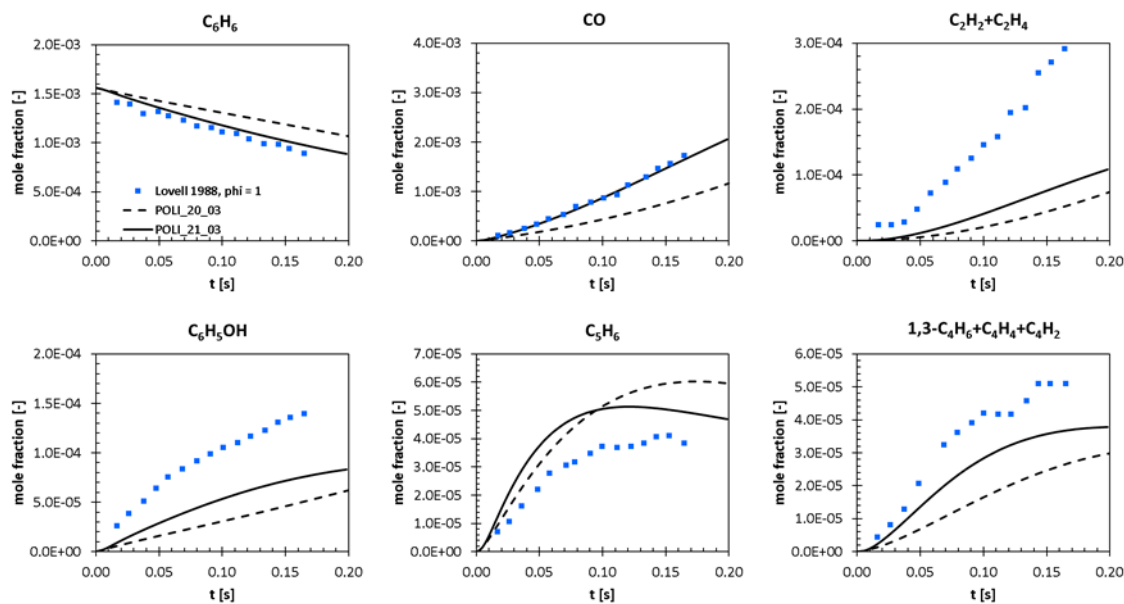 C₆H₆
2.0E-03
1.5E-03
1.0E-03
5.0E-04
0.0E+00
mole fraction [-]
Lovell 1988, phi = 1
POLI_20_03
POLI_21_03
0.00 0.05 0.10 0.15 0.20
t [s]
CO
4.0E-03
3.0E-03
2.0E-03
1.0E-03
0.0E+00
mole fraction [-]
0.00 0.05 0.10 0.15 0.20
t [s]
C₂H₂+C₂H₄
3.0E-04
2.0E-04
1.0E-04
0.0E+00
mole fraction [-]
0.00 0.05 0.10 0.15 0.20
t [s]
C₆H₅OH
2.0E-04
1.5E-04
1.0E-04
5.0E-05
0.0E+00
mole fraction [-]
0.00 0.05 0.10 0.15 0.20
t [s]
C₅H₆
7.0E-05
6.0E-05
5.0E-05
4.0E-05
3.0E-05
2.0E-05
1.0E-05
0.0E+00
mole fraction [-]
0.00 0.05 0.10 0.15 0.20
t [s]
1,3-C₄H₆+C₄H₄+C₄H₂
6.0E-05
5.0E-05
4.0E-05
3.0E-05
2.0E-05
1.0E-05
0.0E+00
mole fraction [-]
0.00 0.05 0.10 0.15 0.20
t [s]